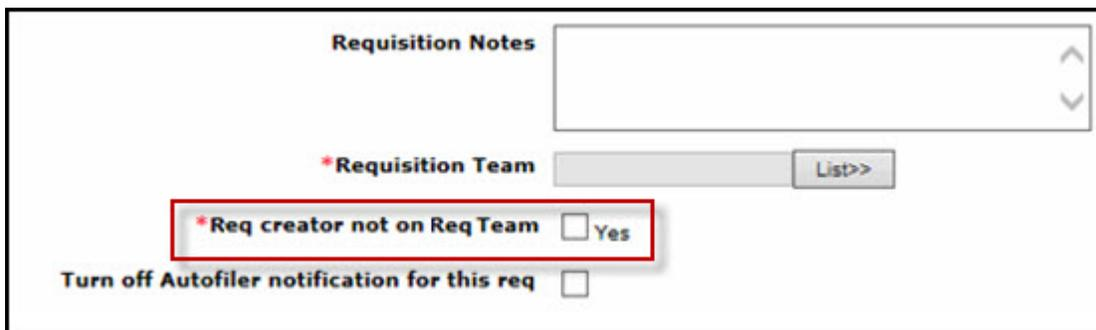 Requisition Notes
*Requisition Team List>>
*Req creator not on Req Team Yes
Turn off Autofiler notification for this req